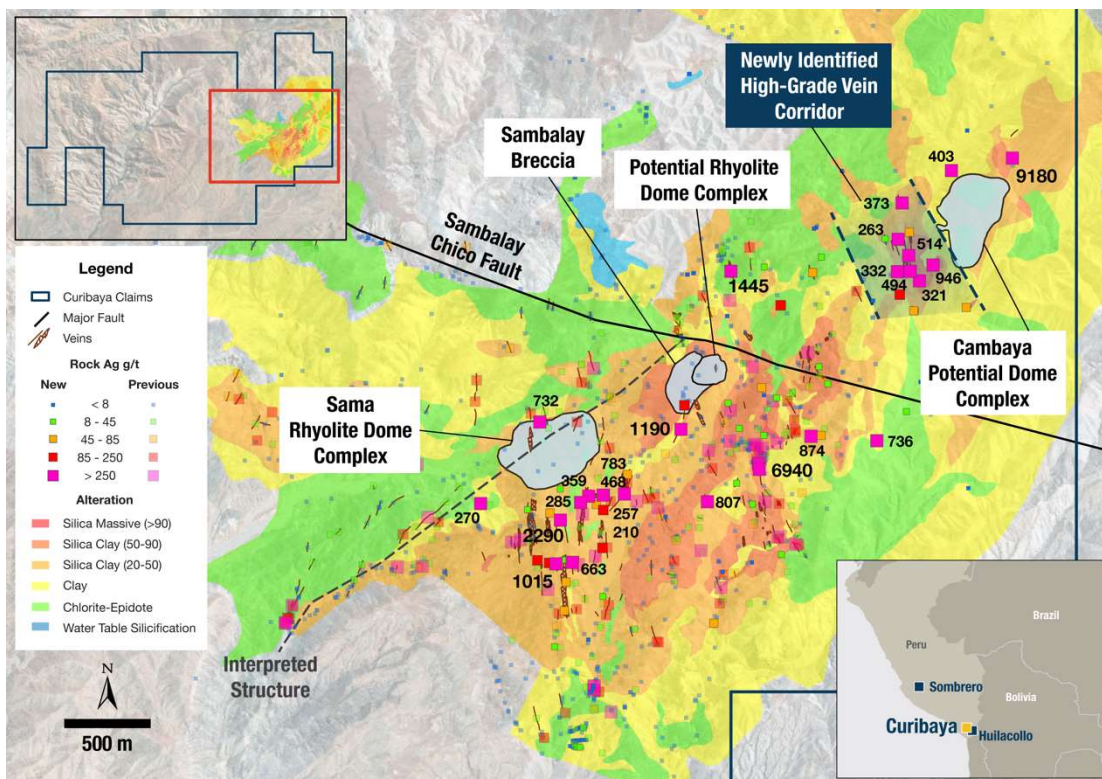 Newly Identified
High-Grade Vein
Corridor
Sambalay
Breccia
Potential Rhyolite
Dome Complex
403
9180
373
263
514
332
946
494
321
Sambalay
Chico Fault
1445
Cambaya
Potential Dome
Complex
Sama
Rhyolite Dome
Complex
732
1190
874
736
6940
783
359
468
285
257
807
270
210
2290
1015
663
Interpreted
Structure
Legend
Curibaya Claims
Major Fault
Veins
Rock Ag g/t
New
Previous
< 8
8 - 45
45 - 85
85 - 250
> 250
Alteration
Silica Massive (>90)
Silica Clay (50-90)
Silica Clay (20-50)
Clay
Chlorite-Epidote
Water Table Silicification
N
500 m
Brazil
Peru
Bolivia
Sombrero
Curibaya
Huilacollo